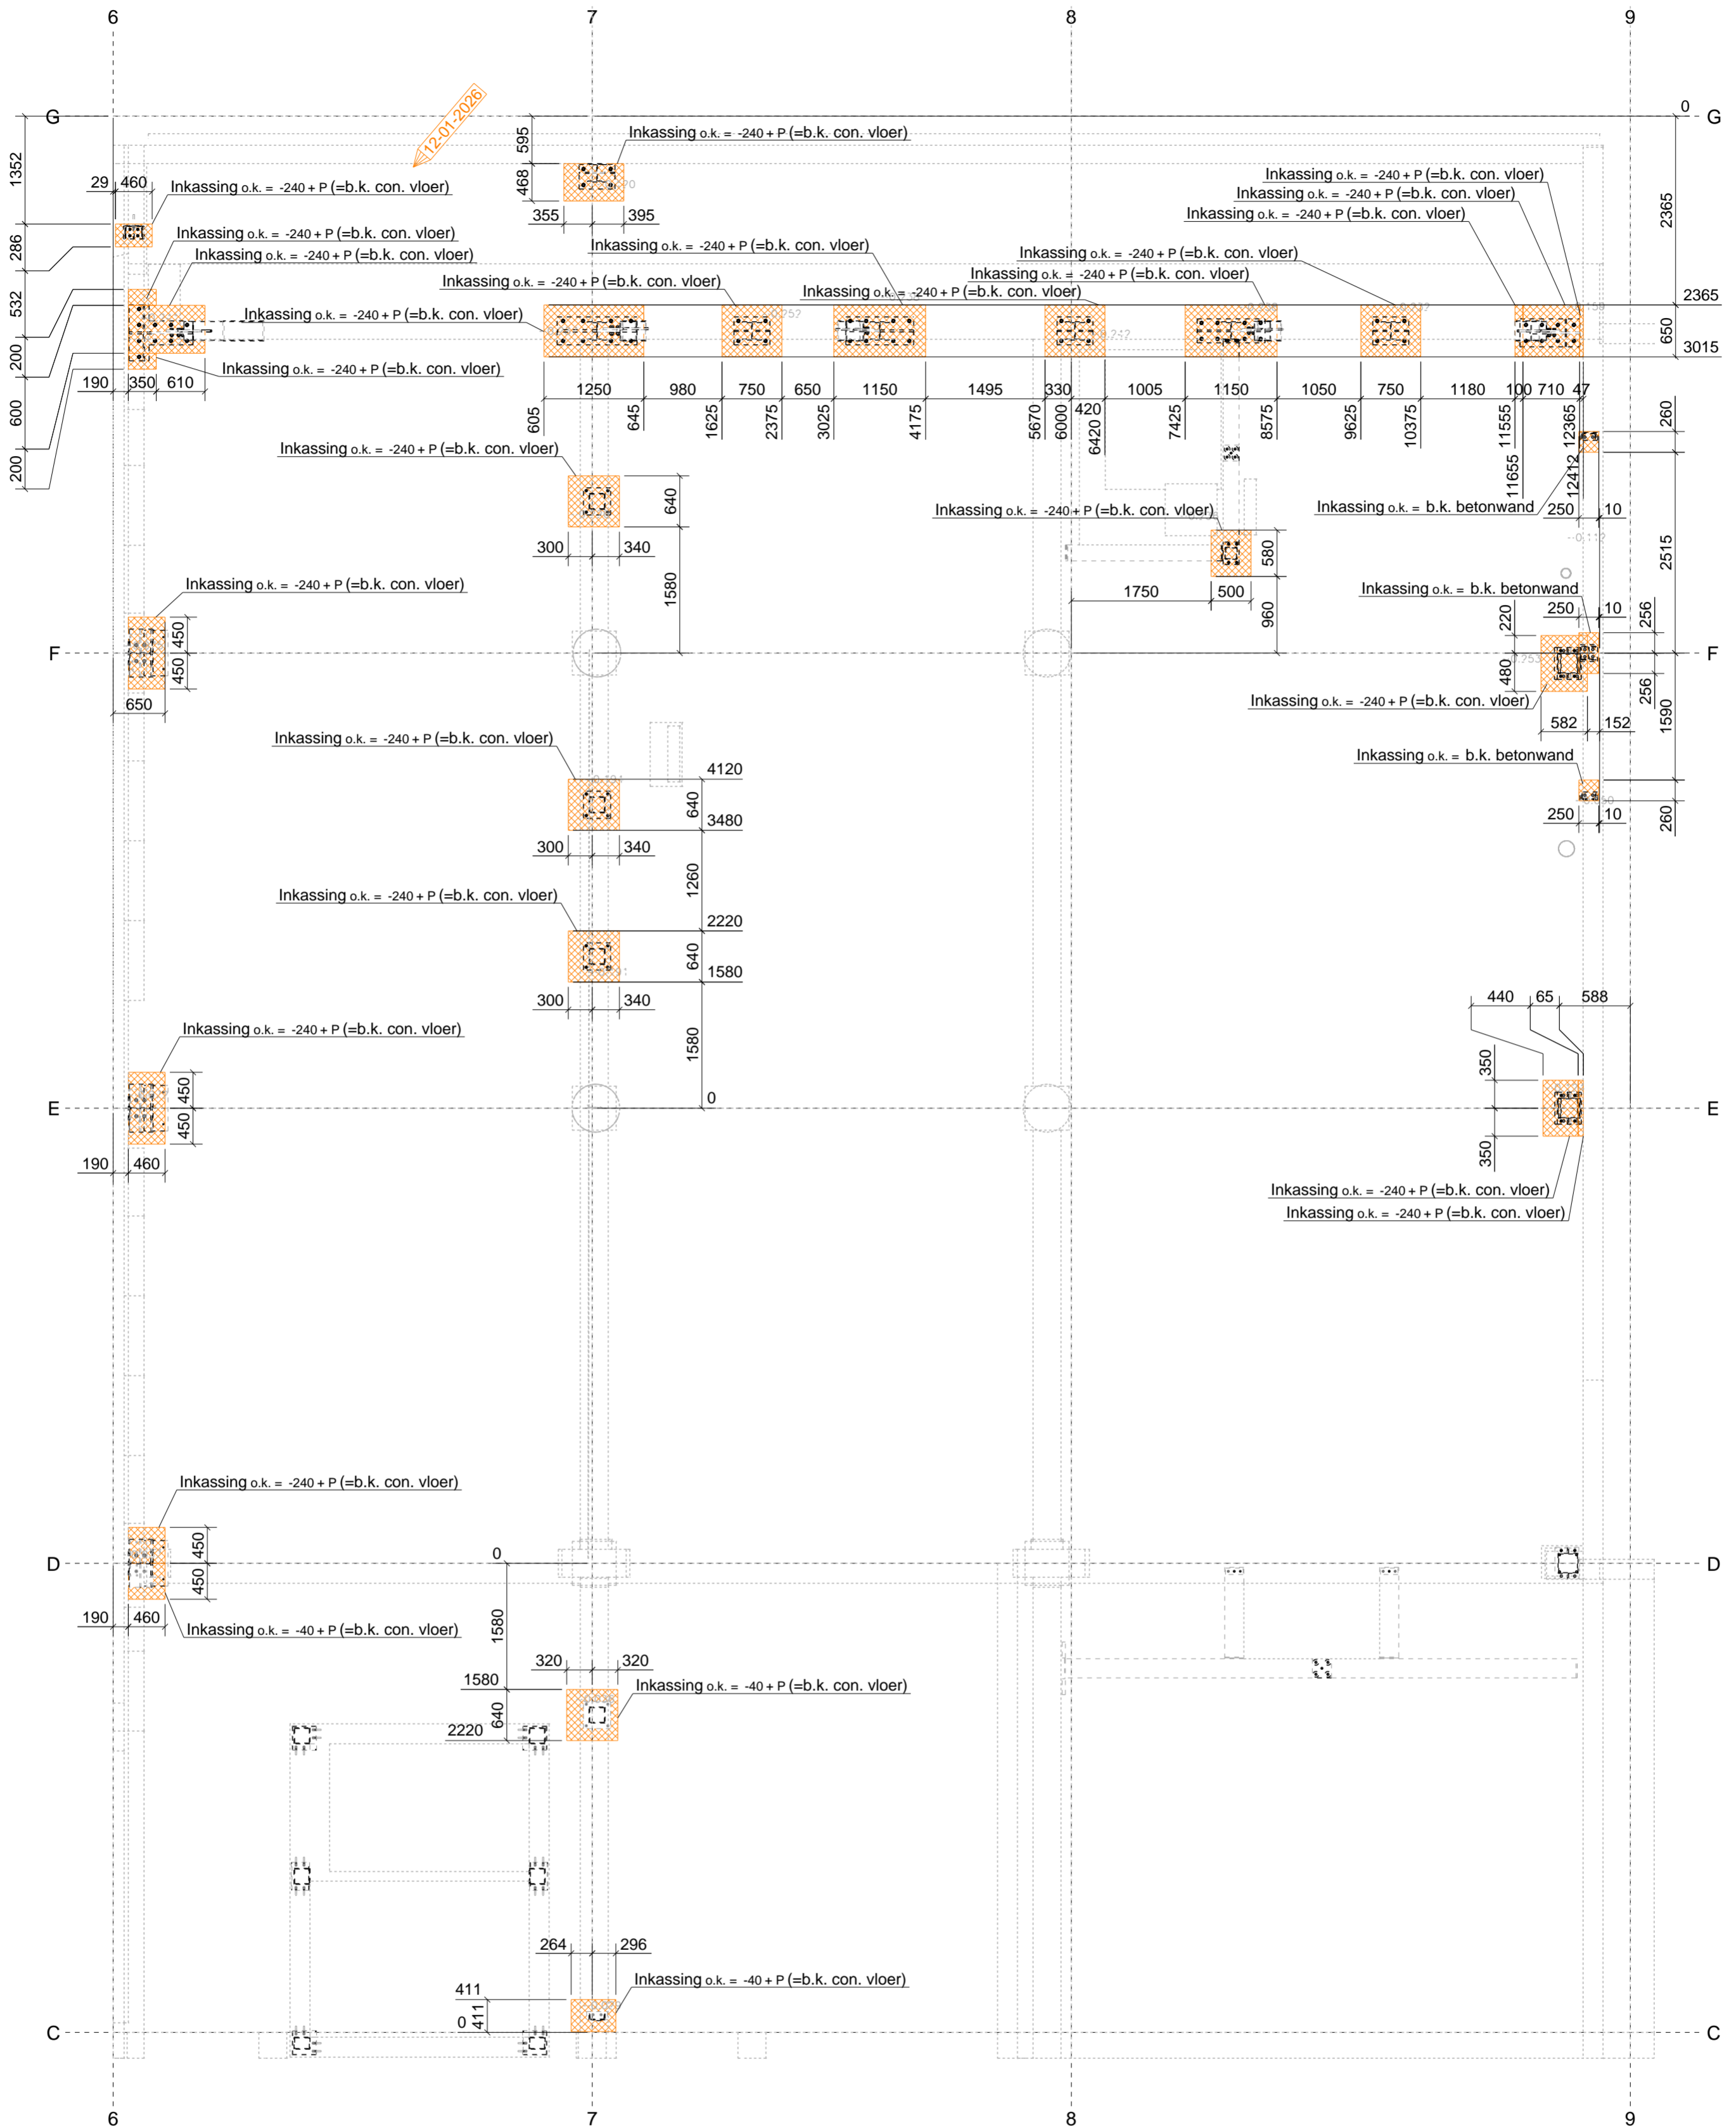 6 7 8 9
G 0 G
12-01-2026
595
Inkassing o.k. = -240 + P (=b.k. con. vloer)
1352
468
29 460
Inkassing o.k. = -240 + P (=b.k. con. vloer)
Inkassing o.k. = -240 + P (=b.k. con. vloer)
Inkassing o.k. = -240 + P (=b.k. con. vloer)
Inkassing o.k. = -240 + P (=b.k. con. vloer)
2365
355 395
286
Inkassing o.k. = -240 + P (=b.k. con. vloer)
Inkassing o.k. = -240 + P (=b.k. con. vloer)
Inkassing o.k. = -240 + P (=b.k. con. vloer)
Inkassing o.k. = -240 + P (=b.k. con. vloer)
Inkassing o.k. = -240 + P (=b.k. con. vloer)
Inkassing o.k. = -240 + P (=b.k. con. vloer)
Inkassing o.k. = -240 + P (=b.k. con. vloer)
Inkassing o.k. = -240 + P (=b.k. con. vloer)
532
2365
Inkassing o.k. = -240 + P (=b.k. con. vloer)
650
200
3015
Inkassing o.k. = -240 + P (=b.k. con. vloer)
190 350 610
1250 980 750 650 1150 1495 330 420 1005 1150 1050 750 1180 100 710 47
600
605 645 1625 2375 3025 4175 5670 6000 6420 7425 8575 9625 10375 11555 11655 12365 12412
260
200
Inkassing o.k. = -240 + P (=b.k. con. vloer)
640
Inkassing o.k. = -240 + P (=b.k. con. vloer)
Inkassing o.k. = b.k. betonwand
250 10
300 340
580
2515
1580
1750 500
960
Inkassing o.k. = -240 + P (=b.k. con. vloer)
Inkassing o.k. = b.k. betonwand
250 10
220
256
450
F F
450
480
256
650
Inkassing o.k. = -240 + P (=b.k. con. vloer)
582 152
1590
Inkassing o.k. = -240 + P (=b.k. con. vloer)
Inkassing o.k. = b.k. betonwand
4120
640
3480
250 10
260
300 340
1260
Inkassing o.k. = -240 + P (=b.k. con. vloer)
2220
640
1580
300 340
440 65 588
Inkassing o.k. = -240 + P (=b.k. con. vloer)
1580
450
350
E 0 E
450
350
190 460
Inkassing o.k. = -240 + P (=b.k. con. vloer)
Inkassing o.k. = -240 + P (=b.k. con. vloer)
Inkassing o.k. = -240 + P (=b.k. con. vloer)
450
0
D D
450
190 460
Inkassing o.k. = -40 + P (=b.k. con. vloer)
1580
320 320
1580
Inkassing o.k. = -40 + P (=b.k. con. vloer)
640
2220
264 296
Inkassing o.k. = -40 + P (=b.k. con. vloer)
411
411
0
C C
6 7 8 9